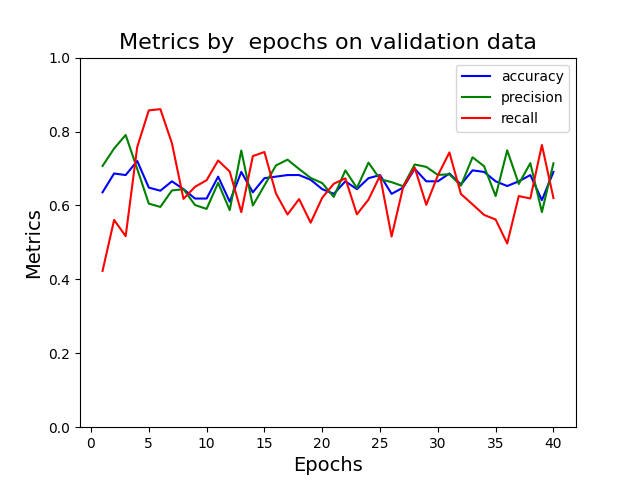 Metrics by  epochs on validation data
1.0
0.8
0.6
0.4
0.2
0.0
Metrics
accuracy
precision
recall
0 5 10 15 20 25 30 35 40
Epochs